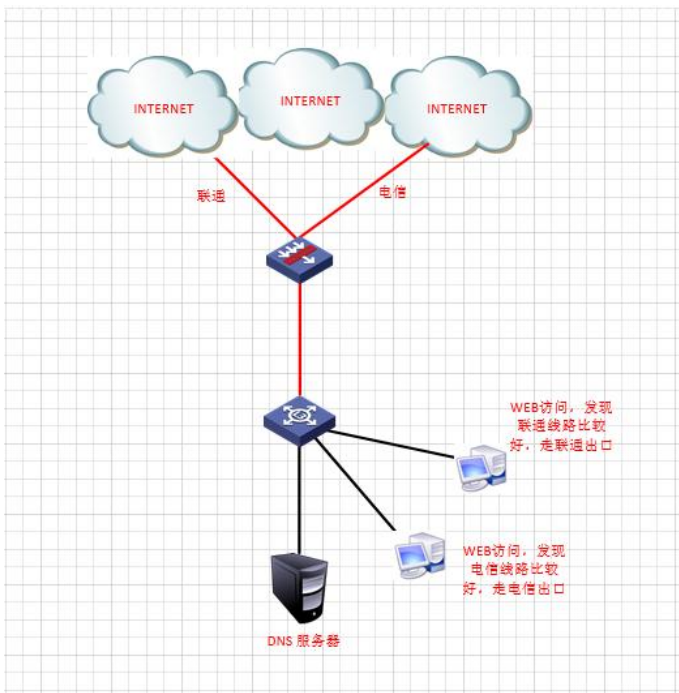 INTERNET
INTERNET
INTERNET
联通
电信
WEB访问，发现
联通线路比较
好，走联通出口
WEB访问，发现
电信线路比较
好，走电信出口
DNS 服务器